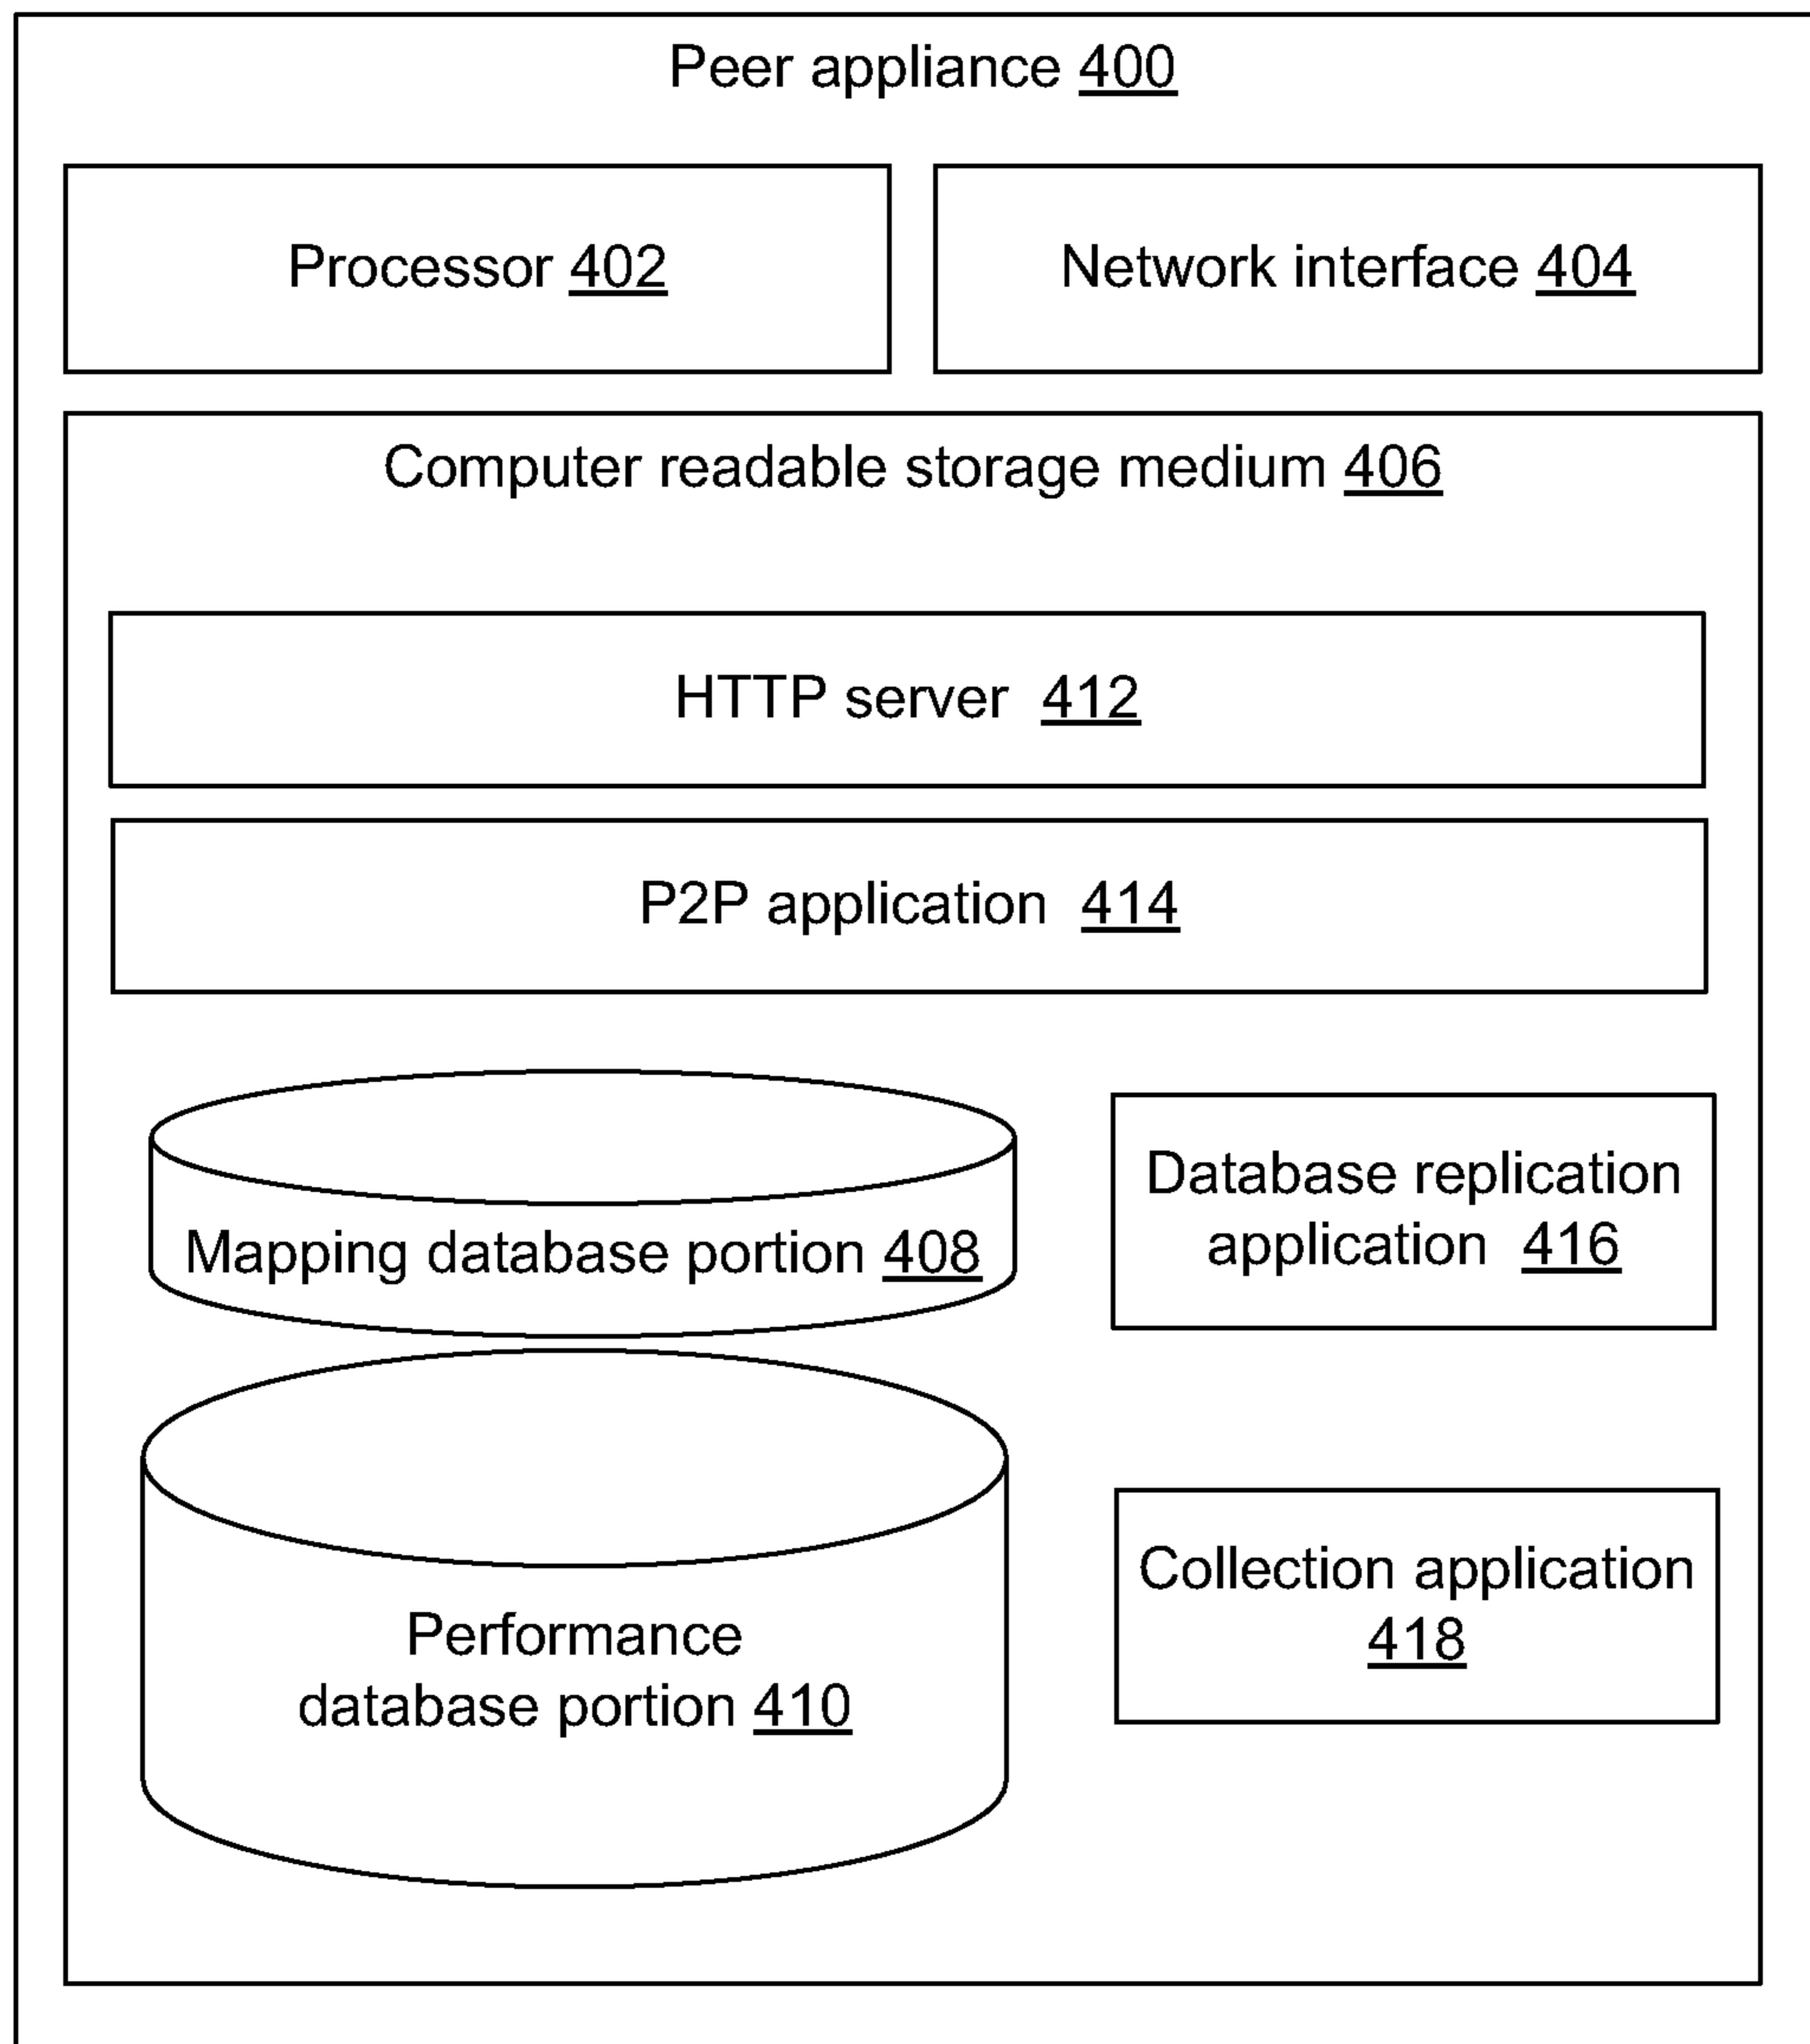 Peer appliance 400
Processor 402
Network interface 404
Computer readable storage medium 406
HTTP server 412
P2P application 414
Mapping database portion 408
Database replication
application 416
Performance
database portion 410
Collection application
418